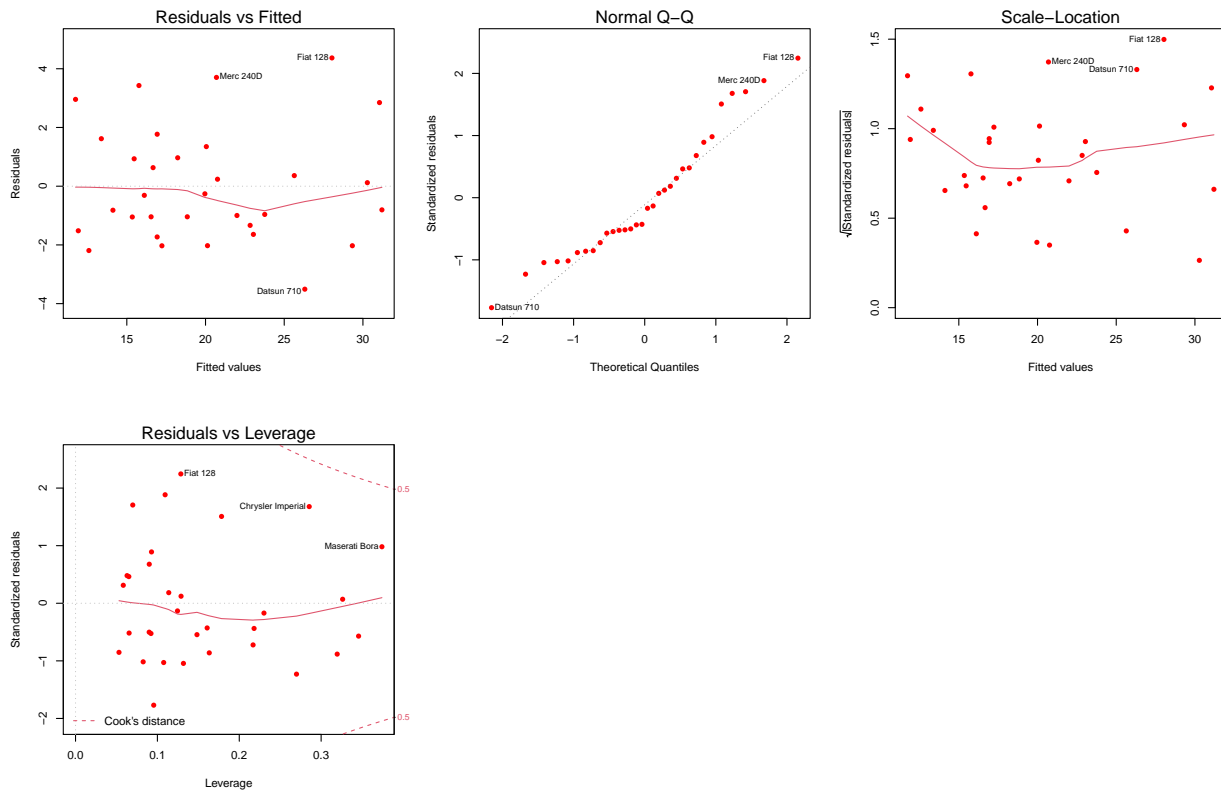 Residuals vs Fitted
Residuals
4
2
0
−2
−4
Fiat 128
Merc 240D
Datsun 710
15
20
25
30
Fitted values
Normal Q−Q
Standardized residuals
2
1
0
−1
Fiat 128
Merc 240D
Datsun 710
−2
−1
0
1
2
Theoretical Quantiles
Scale−Location
√|Standardized residuals|
1.5
1.0
0.5
0.0
Fiat 128
Merc 240D
Datsun 710
15
20
25
30
Fitted values
Residuals vs Leverage
Standardized residuals
2
1
0
−1
−2
Fiat 128
Chrysler Imperial
Maserati Bora
0.5
0.5
Cook's distance
0.0
0.1
0.2
0.3
Leverage